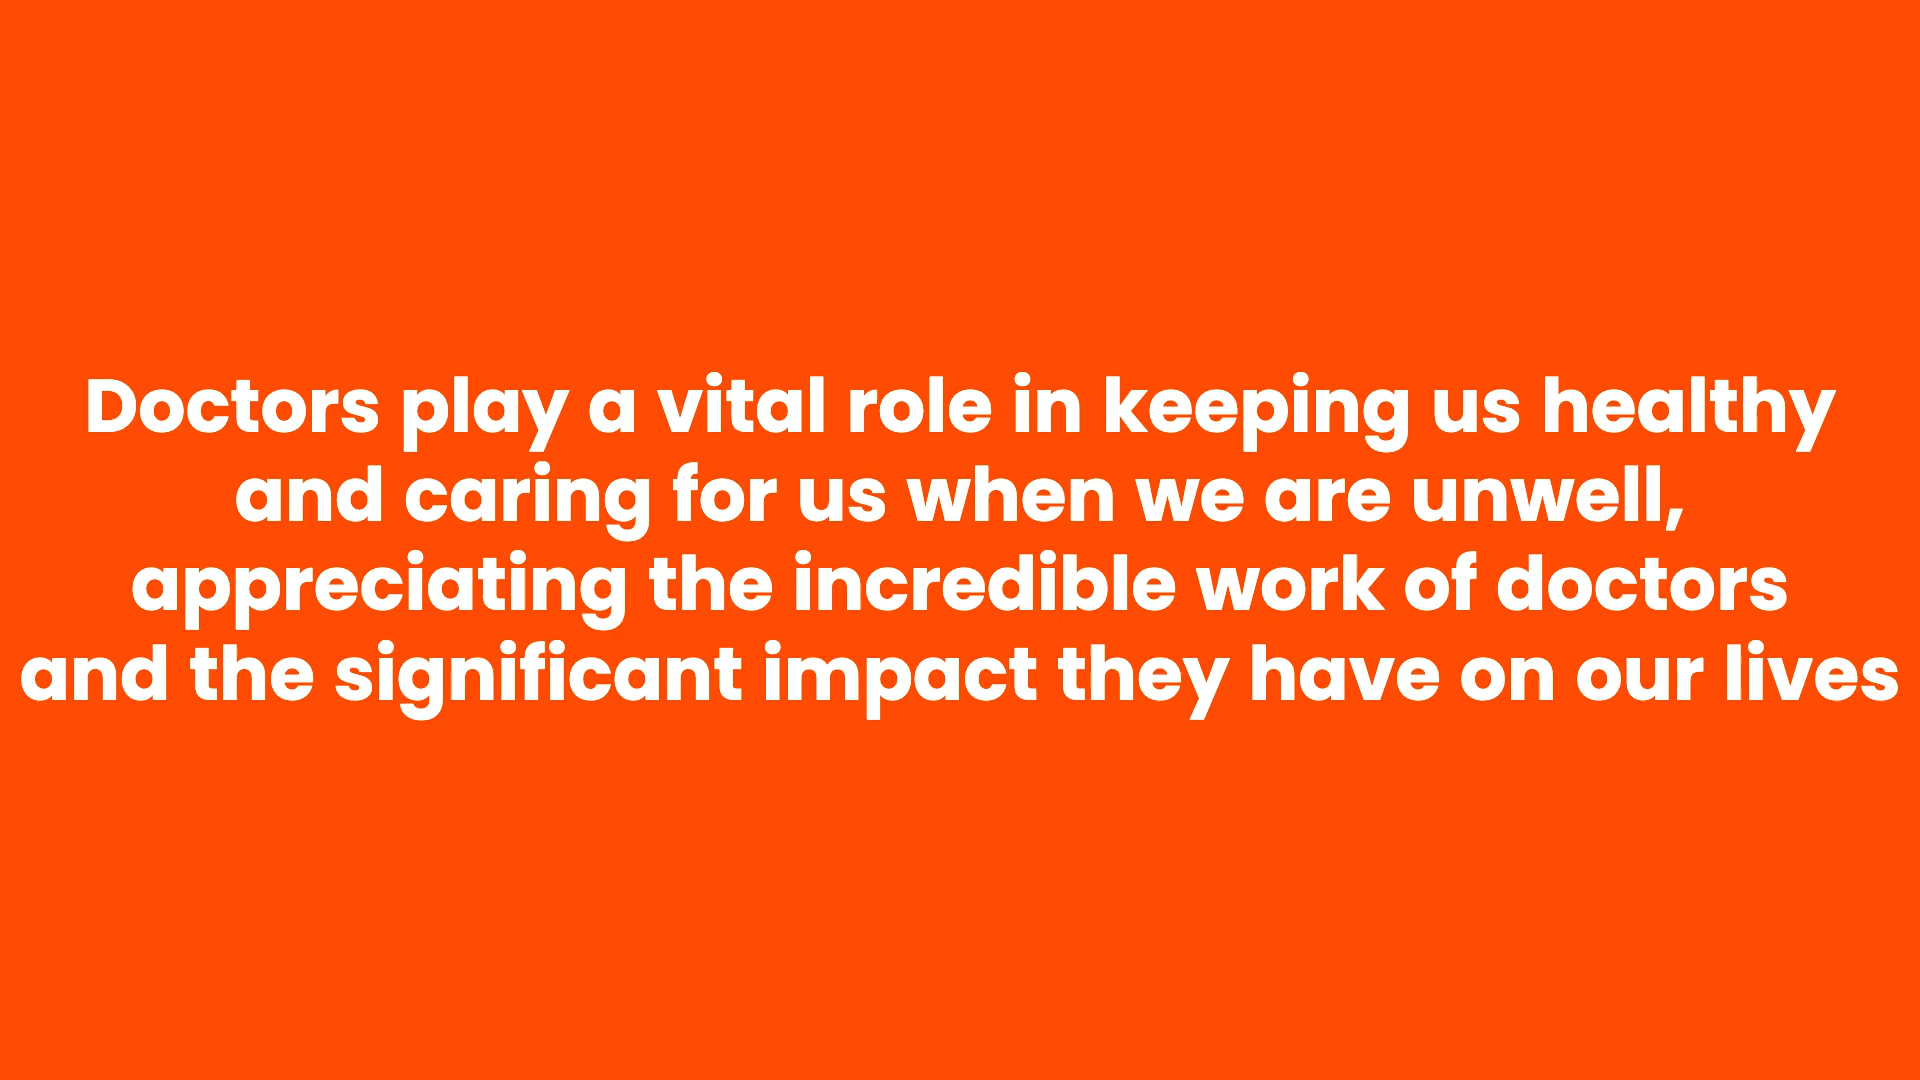 Doctors play a vital role in keeping us healthy
and caring for us when we are unwell,
appreciating the incredible work of doctors
and the significant impact they have on our lives